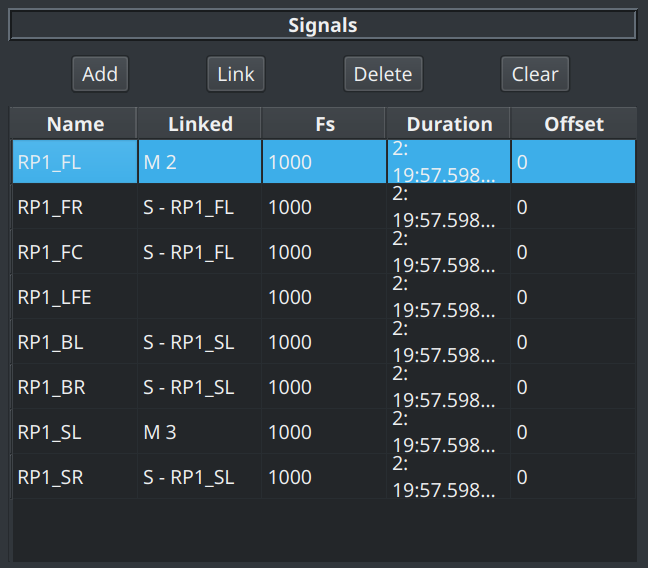 Signals
Add Link Delete Clear
Name Linked Fs Duration Offset
RP1_FL M 2 1000 2: 19:57.598... 0
RP1_FR S - RP1_FL 1000 2: 19:57.598... 0
RP1_FC S - RP1_FL 1000 2: 19:57.598... 0
RP1_LFE 1000 2: 19:57.598... 0
RP1_BL S - RP1_SL 1000 2: 19:57.598... 0
RP1_BR S - RP1_SL 1000 2: 19:57.598... 0
RP1_SL M 3 1000 2: 19:57.598... 0
RP1_SR S - RP1_SL 1000 2: 19:57.598... 0